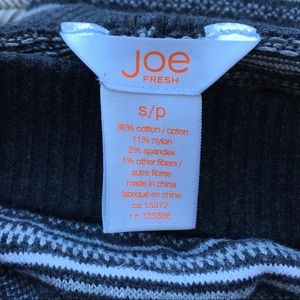 Joe
FRESH
s/p
86% cotton / coton
11% nylon
2% spandex
1% other fibers /
autre fibres
made in china
fabriqué en chine
ca 15372
rn 133886